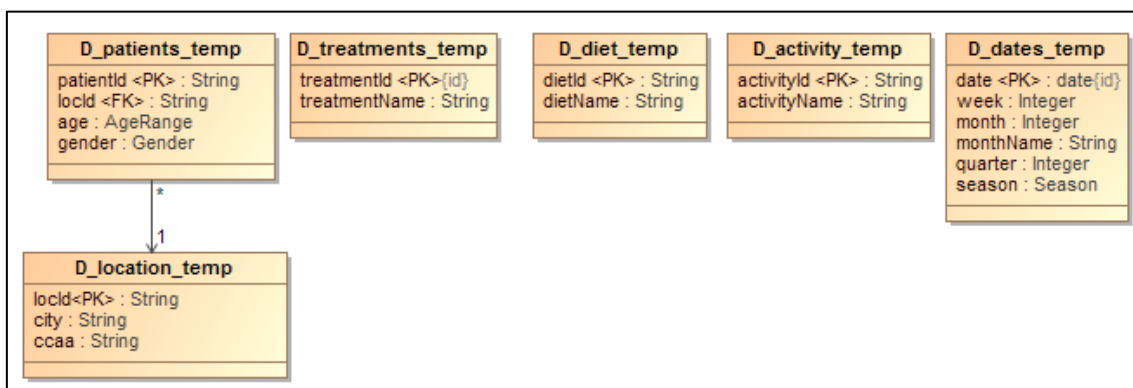 D_patients_temp
patientId <PK> : String
locId <FK> : String
age : AgeRange
gender : Gender
D_treatments_temp
treatmentId <PK>{id}
treatmentName : String
D_diet_temp
dietId <PK> : String
dietName : String
D_activity_temp
activityId <PK> : String
activityName : String
D_dates_temp
date <PK> : date{id}
week : Integer
month : Integer
monthName : String
quarter : Integer
season : Season
*
1
D_location_temp
locId<PK> : String
city : String
ccaa : String